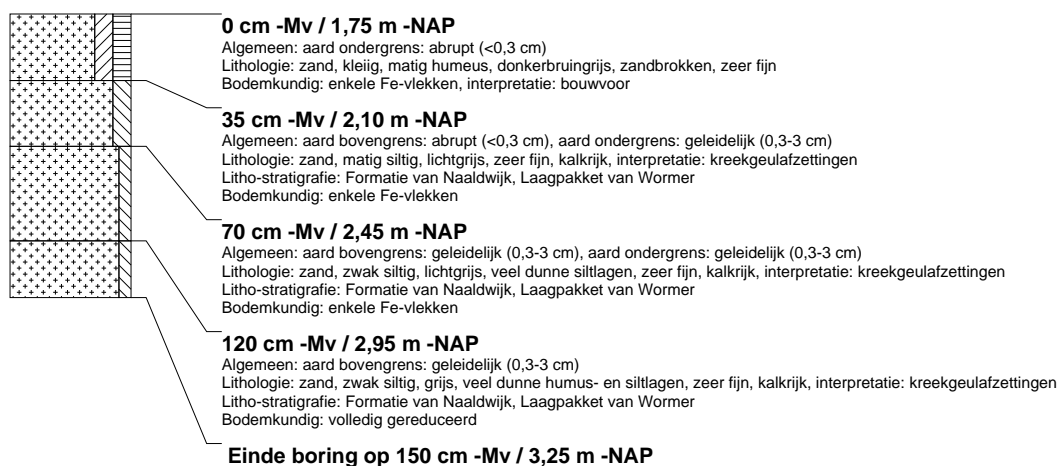 0 cm -Mv / 1,75 m -NAP
Algemeen: aard ondergrens: abrupt (<0,3 cm)
Lithologie: zand, kleiig, matig humeus, donkerbruingrijs, zandbrokken, zeer fijn
Bodemkundig: enkele Fe-vlekken, interpretatie: bouwvoor
35 cm -Mv / 2,10 m -NAP
Algemeen: aard bovengrens: abrupt (<0,3 cm), aard ondergrens: geleidelijk (0,3-3 cm)
Lithologie: zand, matig siltig, lichtgrijs, zeer fijn, kalkrijk, interpretatie: kreekgeulafzettingen
Litho-stratigrafie: Formatie van Naaldwijk, Laagpakket van Wormer
Bodemkundig: enkele Fe-vlekken
70 cm -Mv / 2,45 m -NAP
Algemeen: aard bovengrens: geleidelijk (0,3-3 cm), aard ondergrens: geleidelijk (0,3-3 cm)
Lithologie: zand, zwak siltig, lichtgrijs, veel dunne siltlagen, zeer fijn, kalkrijk, interpretatie: kreekgeulafzettingen
Litho-stratigrafie: Formatie van Naaldwijk, Laagpakket van Wormer
Bodemkundig: enkele Fe-vlekken
120 cm -Mv / 2,95 m -NAP
Algemeen: aard bovengrens: geleidelijk (0,3-3 cm)
Lithologie: zand, zwak siltig, grijs, veel dunne humus- en siltlagen, zeer fijn, kalkrijk, interpretatie: kreekgeulafzettingen
Litho-stratigrafie: Formatie van Naaldwijk, Laagpakket van Wormer
Bodemkundig: volledig gereduceerd
Einde boring op 150 cm -Mv / 3,25 m -NAP